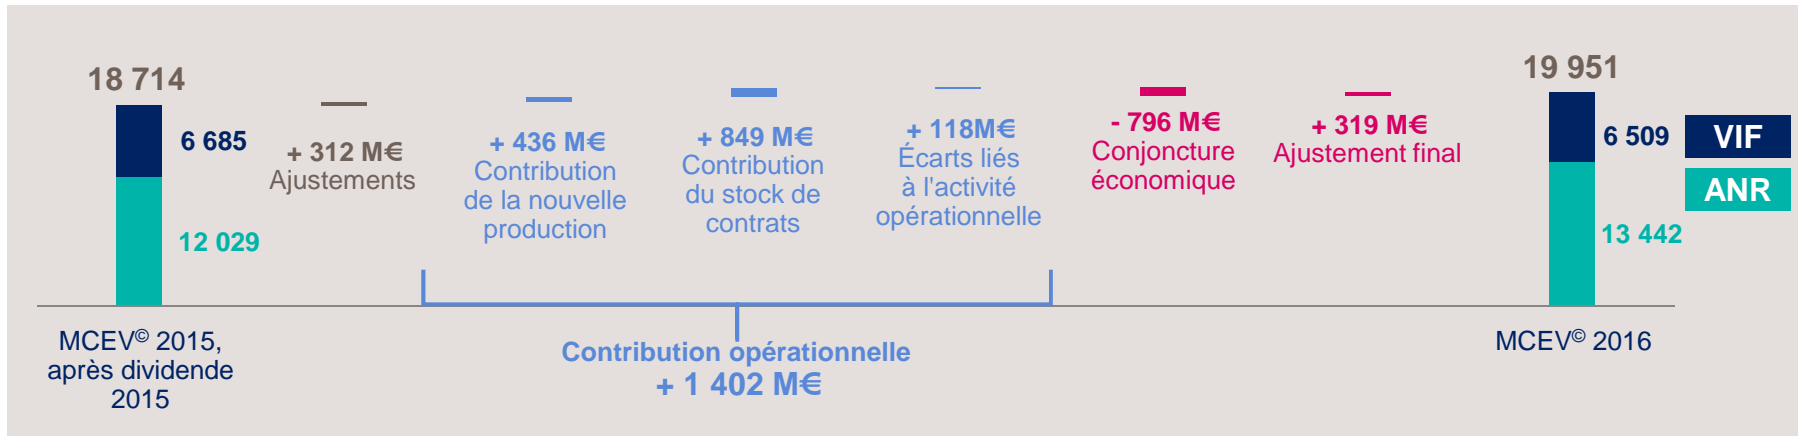 18 714
6 685
12 029
MCEV© 2015,
après dividende
2015
+ 312 M€
Ajustements
+ 436 M€
Contribution
de la nouvelle
production
+ 849 M€
Contribution
du stock de
contrats
+ 118M€
Écarts liés
à l'activité
opérationnelle
Contribution opérationnelle
+ 1 402 M€
- 796 M€
Conjoncture
économique
+ 319 M€
Ajustement final
19 951
6 509
13 442
MCEV© 2016
VIF
ANR